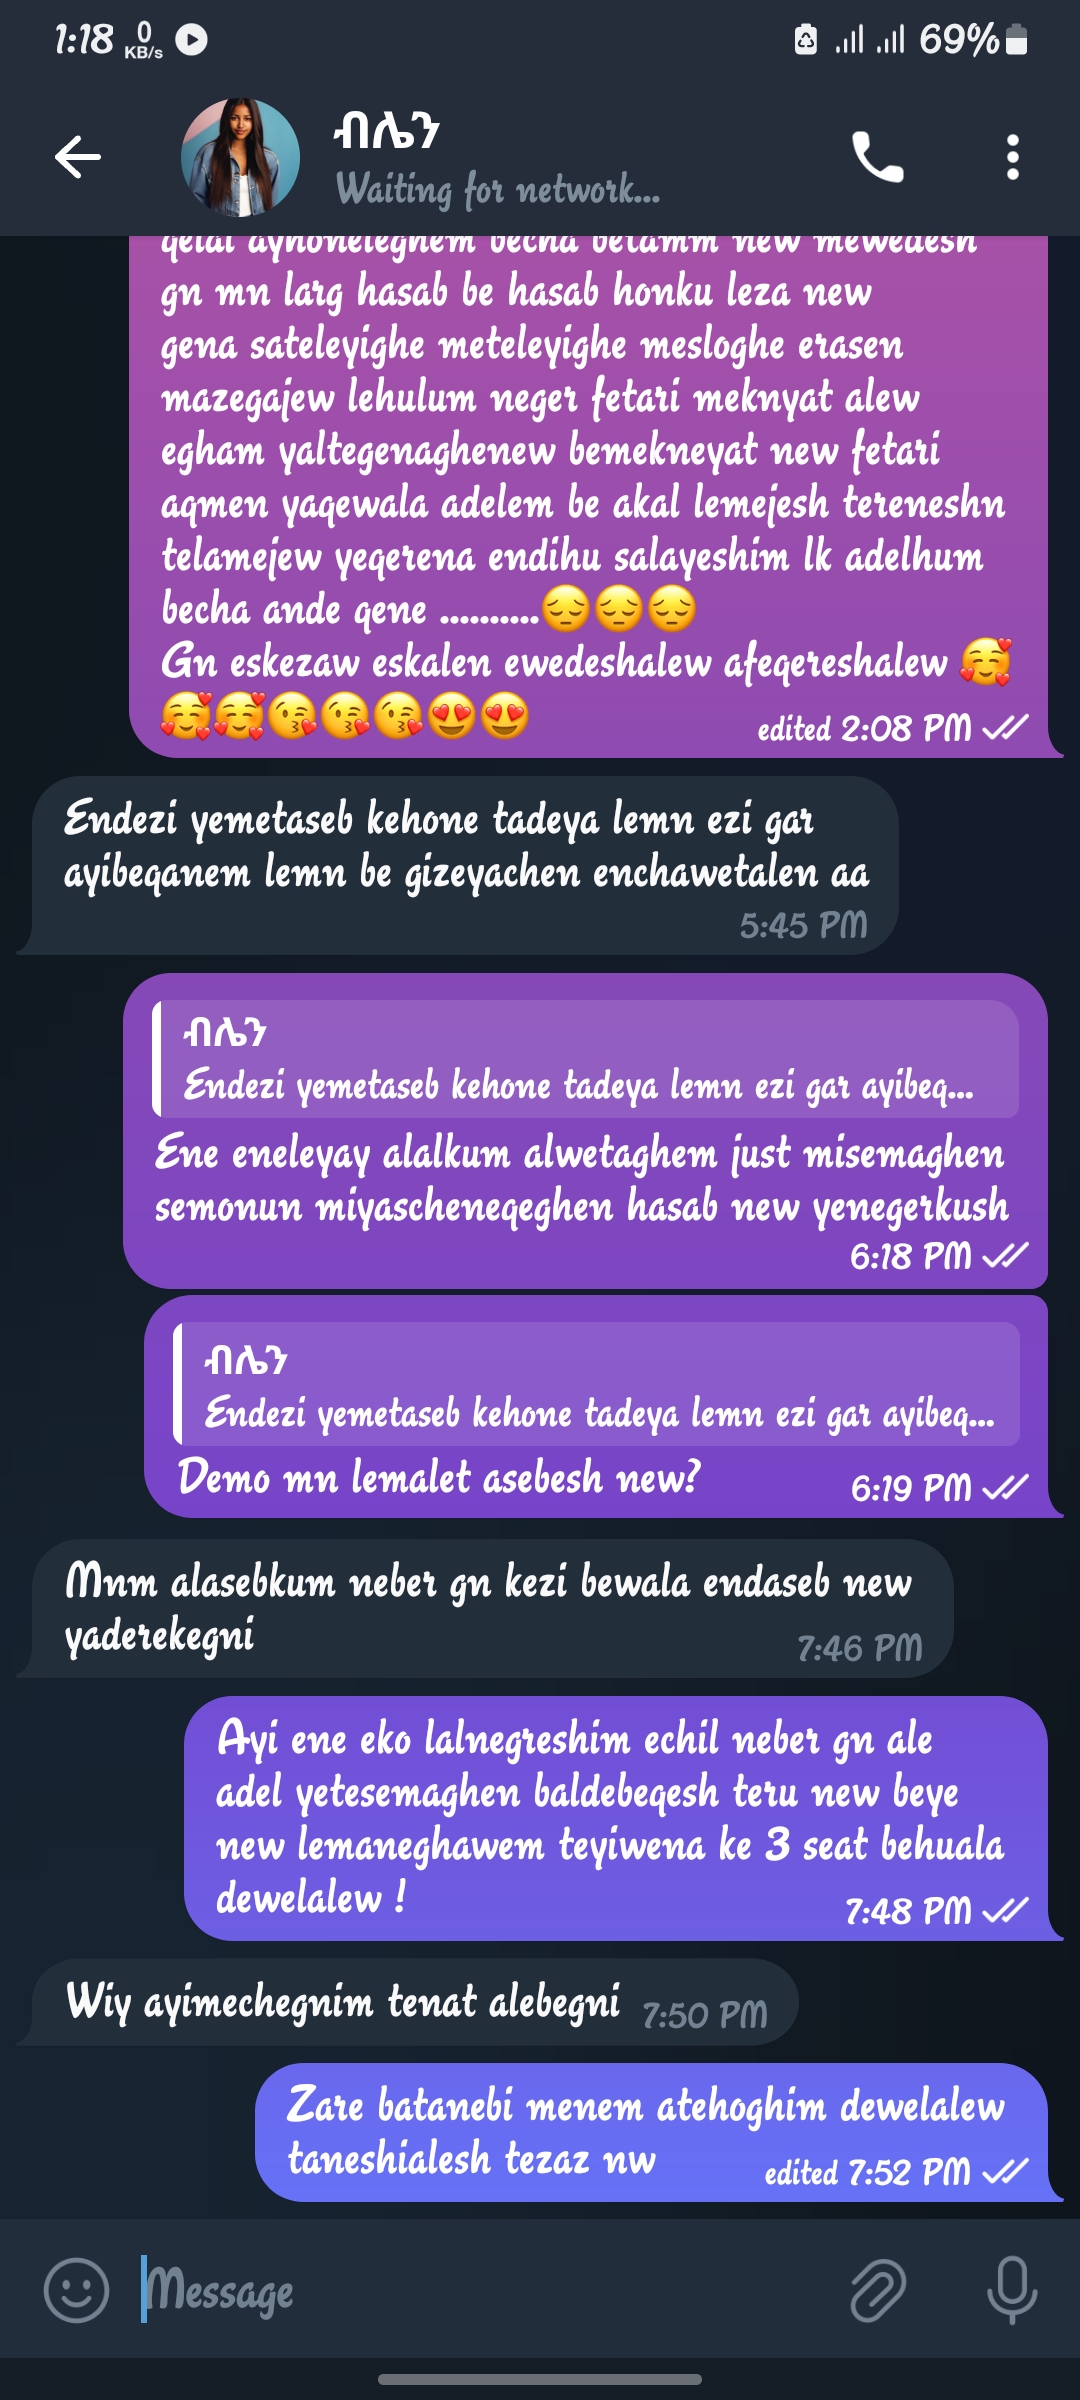 1:18 0 KB/s 69%
ብሌን
Waiting for network...
qelal ayhoneleghem becha betamm new mewedesh
gn mn larg hasab be hasab honku leza new
gena sateleyighe meteleyighe mesloghe erasen
mazegajew lehulum neger fetari meknyat alew
egham yaltegenaghenew bemekneyat new fetari
aqmen yaqewala adelem be akal lemejesh tereneshn
telamejew yeqerena endihu salayeshim lk adelhum
becha ande qene ..........😔😔😔
Gn eskezaw eskalen ewedeshalew afeqereshalew 🥰
🥰🥰😘😘😘😍😍 edited 2:08 PM
Endezi yemetaseb kehone tadeya lemn ezi gar
ayibeqanem lemn be gizeyachen enchawetalen aa
5:45 PM
ብሌን
Endezi yemetaseb kehone tadeya lemn ezi gar ayibeq...
Ene eneleyay alalkum alwetaghem just misemaghen
semonun miyascheneqeghen hasab new yenegerkush
6:18 PM
ብሌን
Endezi yemetaseb kehone tadeya lemn ezi gar ayibeq...
Demo mn lemalet asebesh new? 6:19 PM
Mnm alasebkum neber gn kezi bewala endaseb new
yaderekegni 7:46 PM
Ayi ene eko lalnegreshim echil neber gn ale
adel yetesemaghen baldebeqesh teru new beye
new lemaneghawem teyiwena ke 3 seat behuala
dewelalew ! 7:48 PM
Wiy ayimechegnim tenat alebegni 7:50 PM
Zare batanebi menem atehoghim dewelalew
taneshialesh tezaz nw edited 7:52 PM
Message